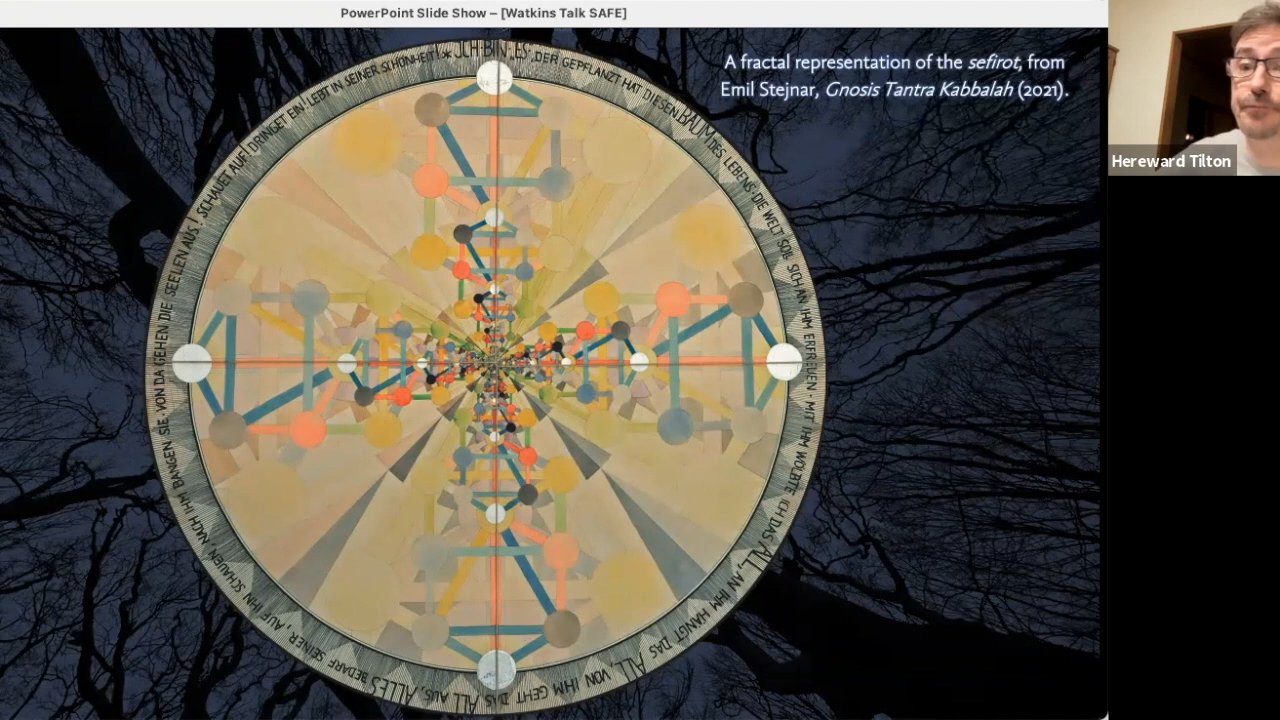 PowerPoint Slide Show – [Watkins Talk SAFE]
A fractal representation of the sefirot, from
Emil Stejnar, Gnosis Tantra Kabbalah (2021).
Hereward Tilton
ICH BIN ES, DER GEPFLANZT HAT DIESEN BAUM DES LEBENS · DIE WELT SOLL SICH AN IHM ERFREUEN · MIT IHM WÖLBTE ICH DAS ALL, AN IHM HÄNGT DAS ALL, VON IHM GEHT DAS ALL AUS, ALLES BEDARF SEINER, AUF IHN SCHAUEN, NACH IHM BANGEN SIE, VON DA GEHEN DIE SEELEN AUS! SCHAUET AUF! DRINGET EIN! LEBT IN SEINER SCHÖNHEIT!